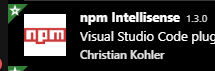 npm Intellisense 1.3.0
npm
Visual Studio Code plug
Christian Kohler